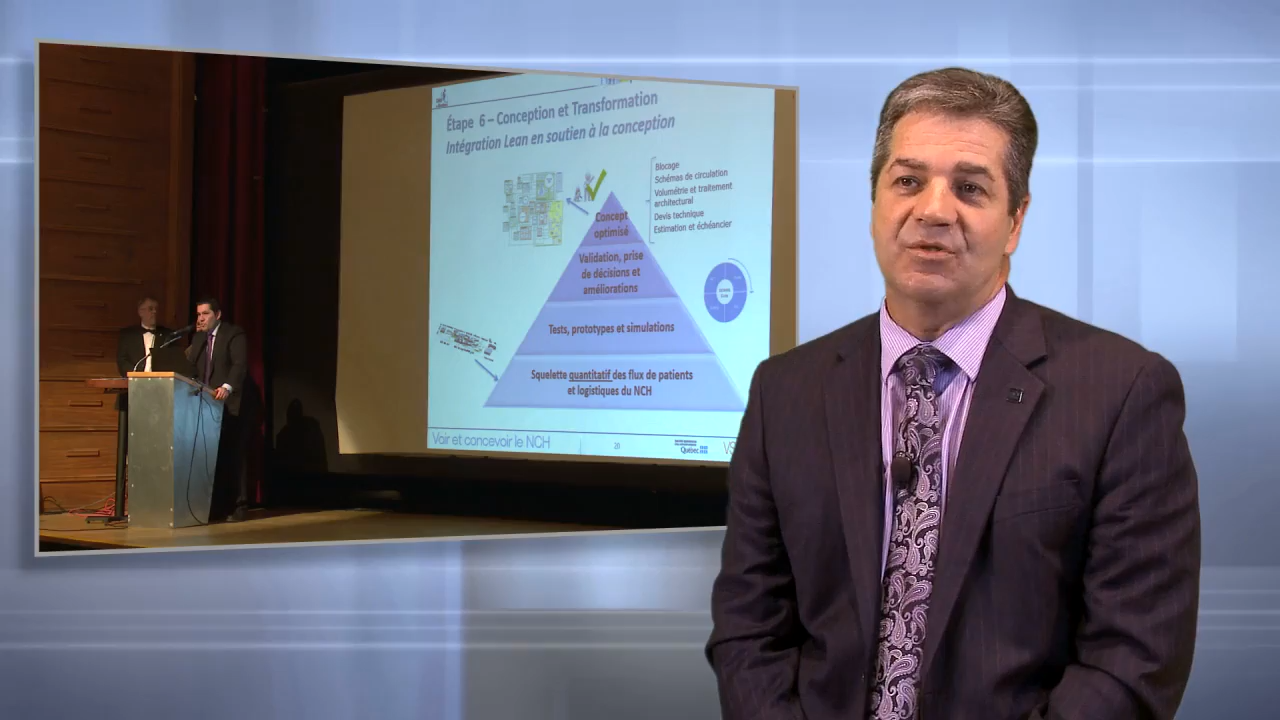 Étape 6 – Conception et Transformation
Intégration Lean en soutien à la conception
Blocage
Schémas de circulation
Volumétrie et traitement
architectural
Devis technique
Estimation et échéancier
Concept
optimisé
Validation, prise
de décisions et
améliorations
Tests, prototypes et simulations
Squelette quantitatif des flux de patients
et logistiques du NCH
Voir et concevoir le NCH
26
Québec
VS